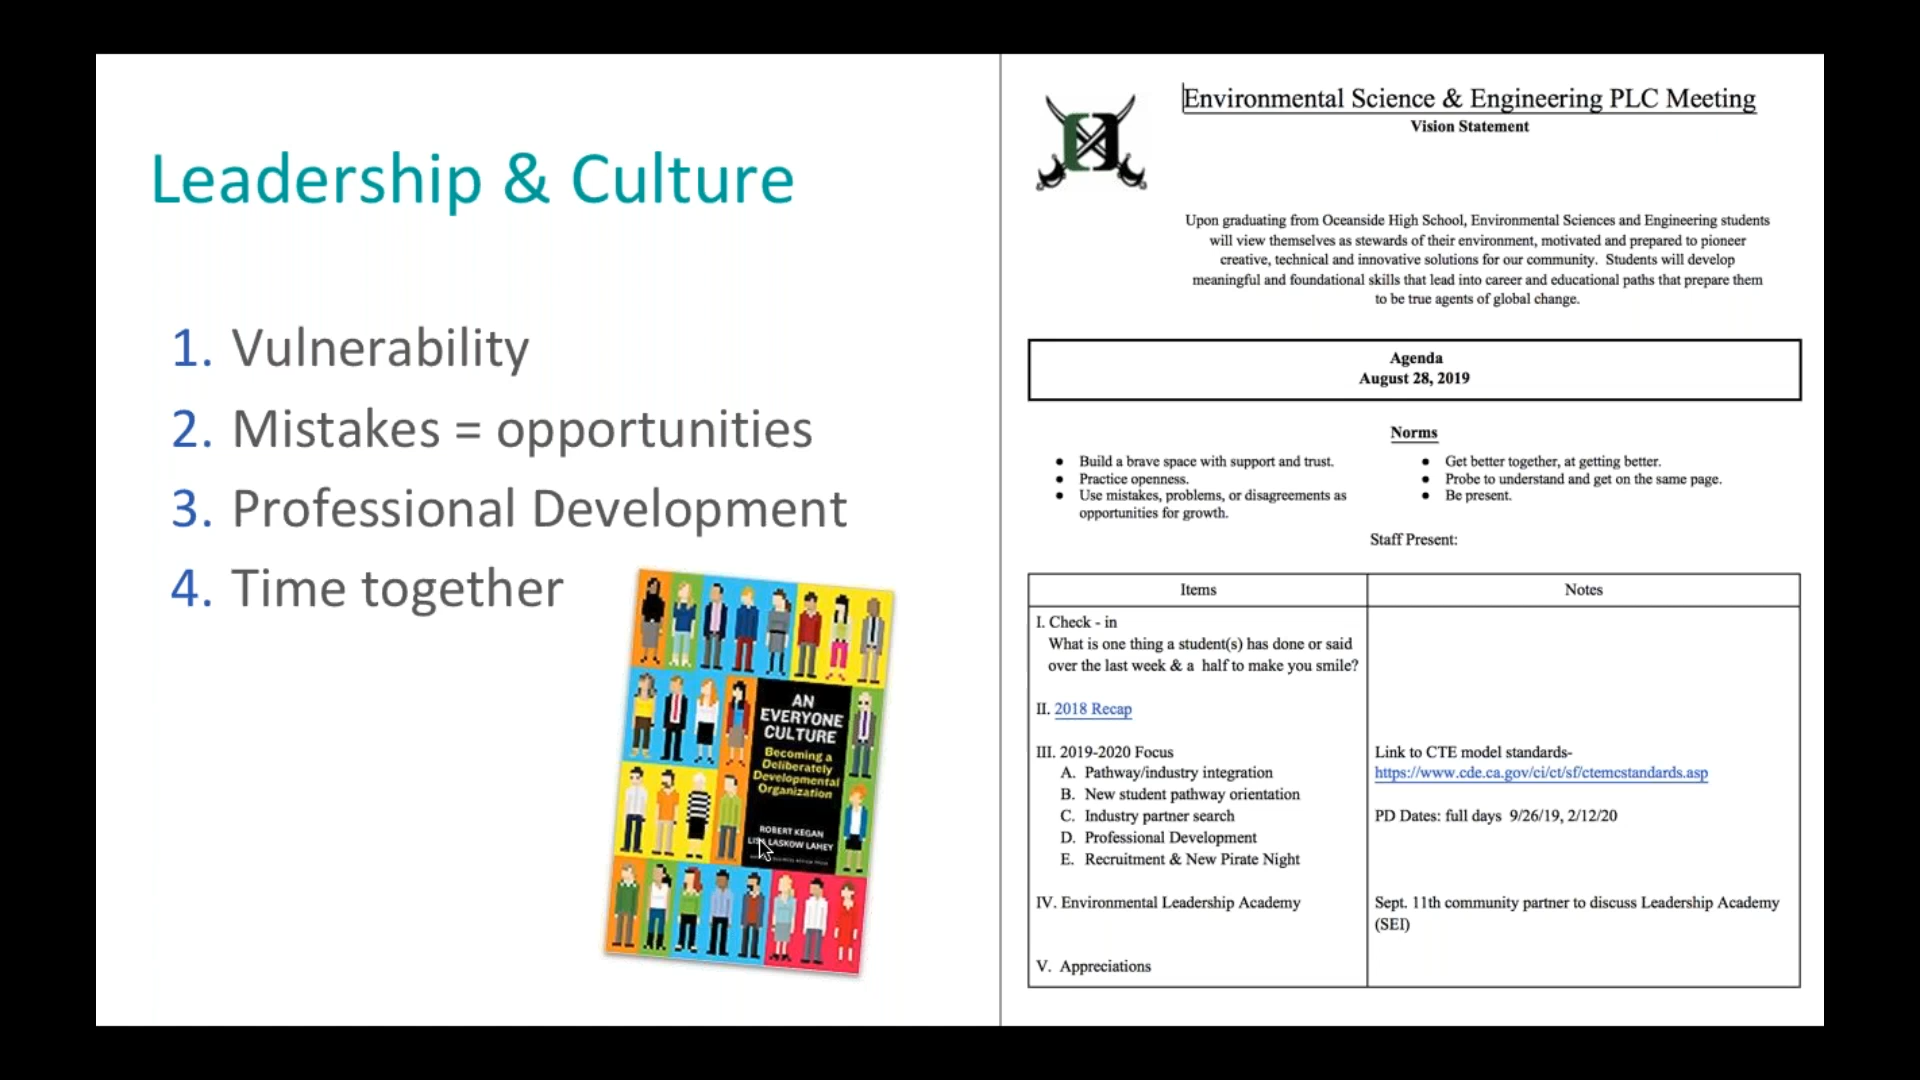 Leadership & Culture
1. Vulnerability
2. Mistakes = opportunities
3. Professional Development
4. Time together
AN
EVERYONE
CULTURE
Becoming a
Deliberately
Developmental
Organization
ROBERT KEGAN
LISA LASKOW LAHEY
Environmental Science & Engineering PLC Meeting
Vision Statement
Upon graduating from Oceanside High School, Environmental Sciences and Engineering students
will view themselves as stewards of their environment, motivated and prepared to pioneer
creative, technical and innovative solutions for our community. Students will develop
meaningful and foundational skills that lead into career and educational paths that prepare them
to be true agents of global change.
Agenda
August 28, 2019
Norms
● Build a brave space with support and trust.
● Practice openness.
● Use mistakes, problems, or disagreements as
opportunities for growth.
● Get better together, at getting better.
● Probe to understand and get on the same page.
● Be present.
Staff Present:
Items
Notes
I. Check - in
What is one thing a student(s) has done or said
over the last week & a half to make you smile?
II. 2018 Recap
III. 2019-2020 Focus
A. Pathway/industry integration
B. New student pathway orientation
C. Industry partner search
D. Professional Development
E. Recruitment & New Pirate Night
IV. Environmental Leadership Academy
V. Appreciations
Link to CTE model standards-
https://www.cde.ca.gov/ci/ct/sf/ctemcstandards.asp
PD Dates: full days 9/26/19, 2/12/20
Sept. 11th community partner to discuss Leadership Academy
(SEI)